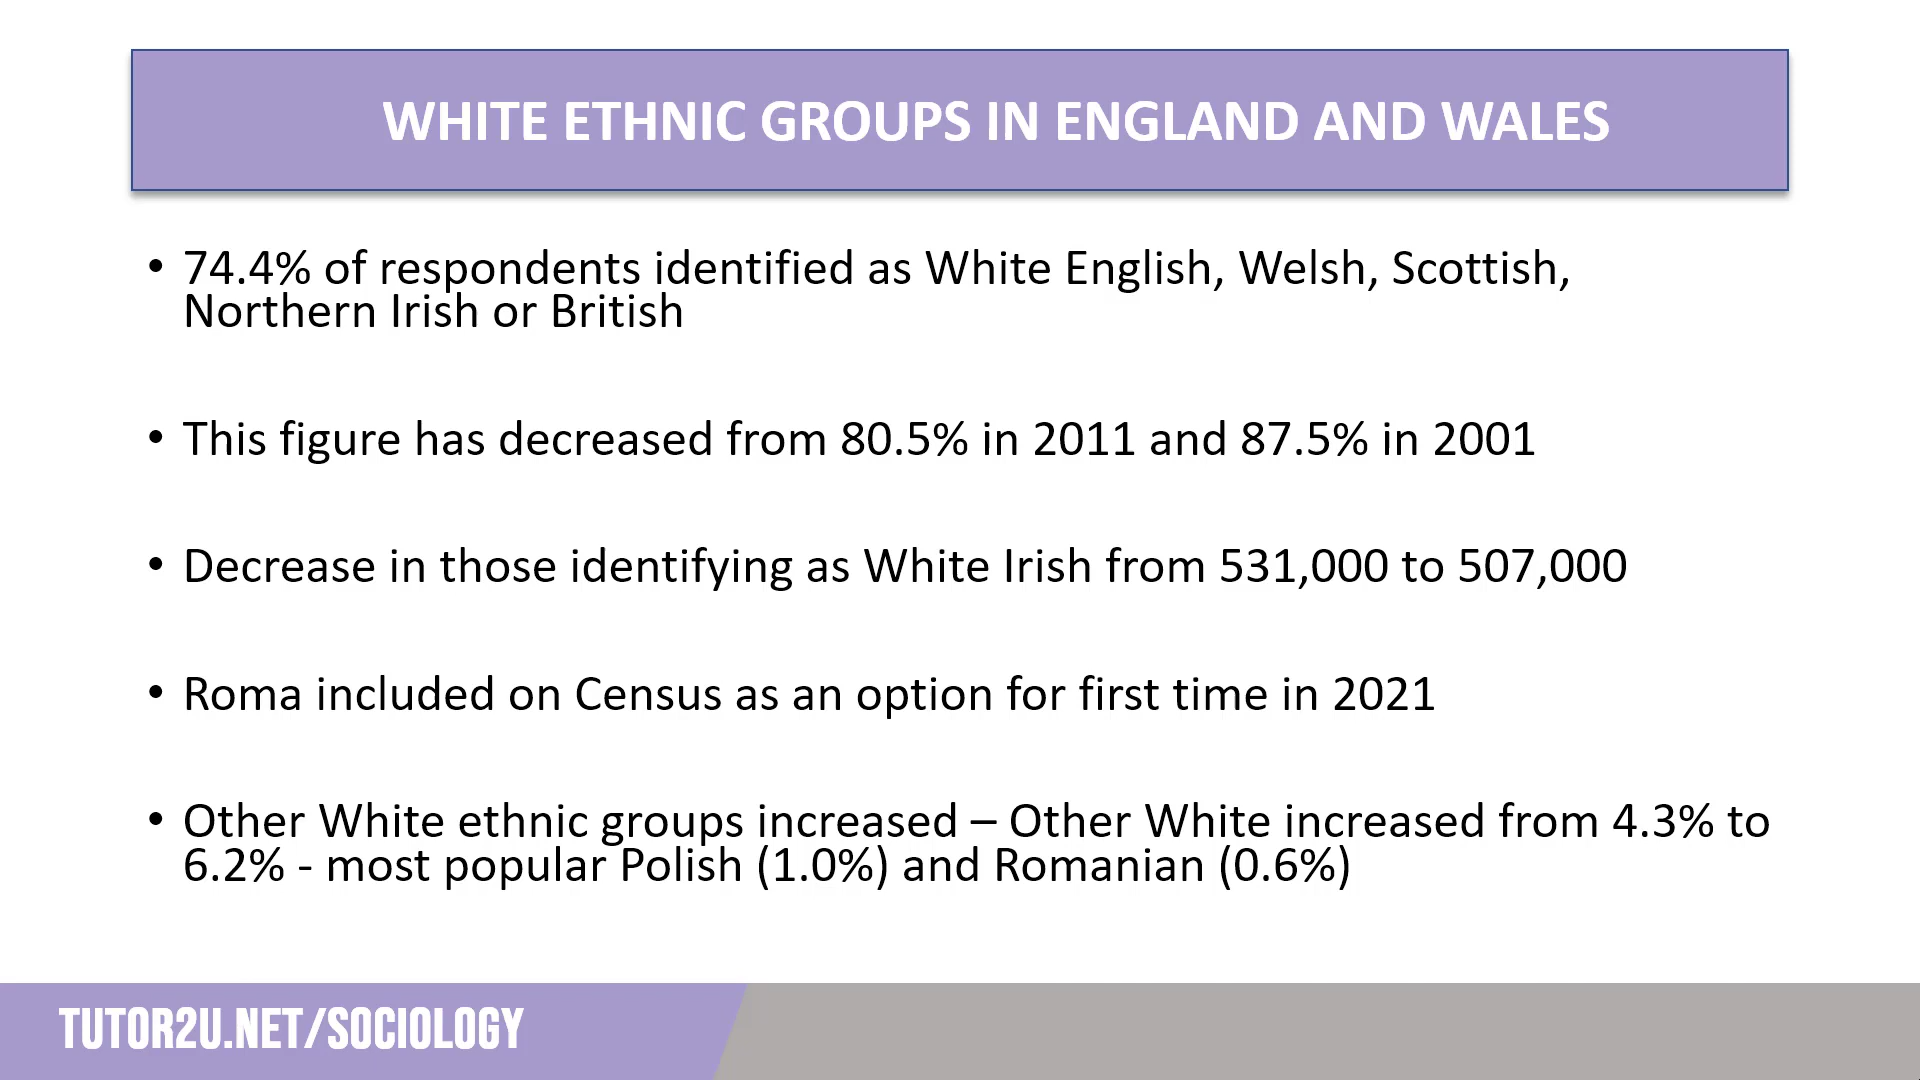 WHITE ETHNIC GROUPS IN ENGLAND AND WALES
• 74.4% of respondents identified as White English, Welsh, Scottish,
Northern Irish or British
• This figure has decreased from 80.5% in 2011 and 87.5% in 2001
• Decrease in those identifying as White Irish from 531,000 to 507,000
• Roma included on Census as an option for first time in 2021
• Other White ethnic groups increased – Other White increased from 4.3% to
6.2% - most popular Polish (1.0%) and Romanian (0.6%)
TUTOR2U.NET/SOCIOLOGY